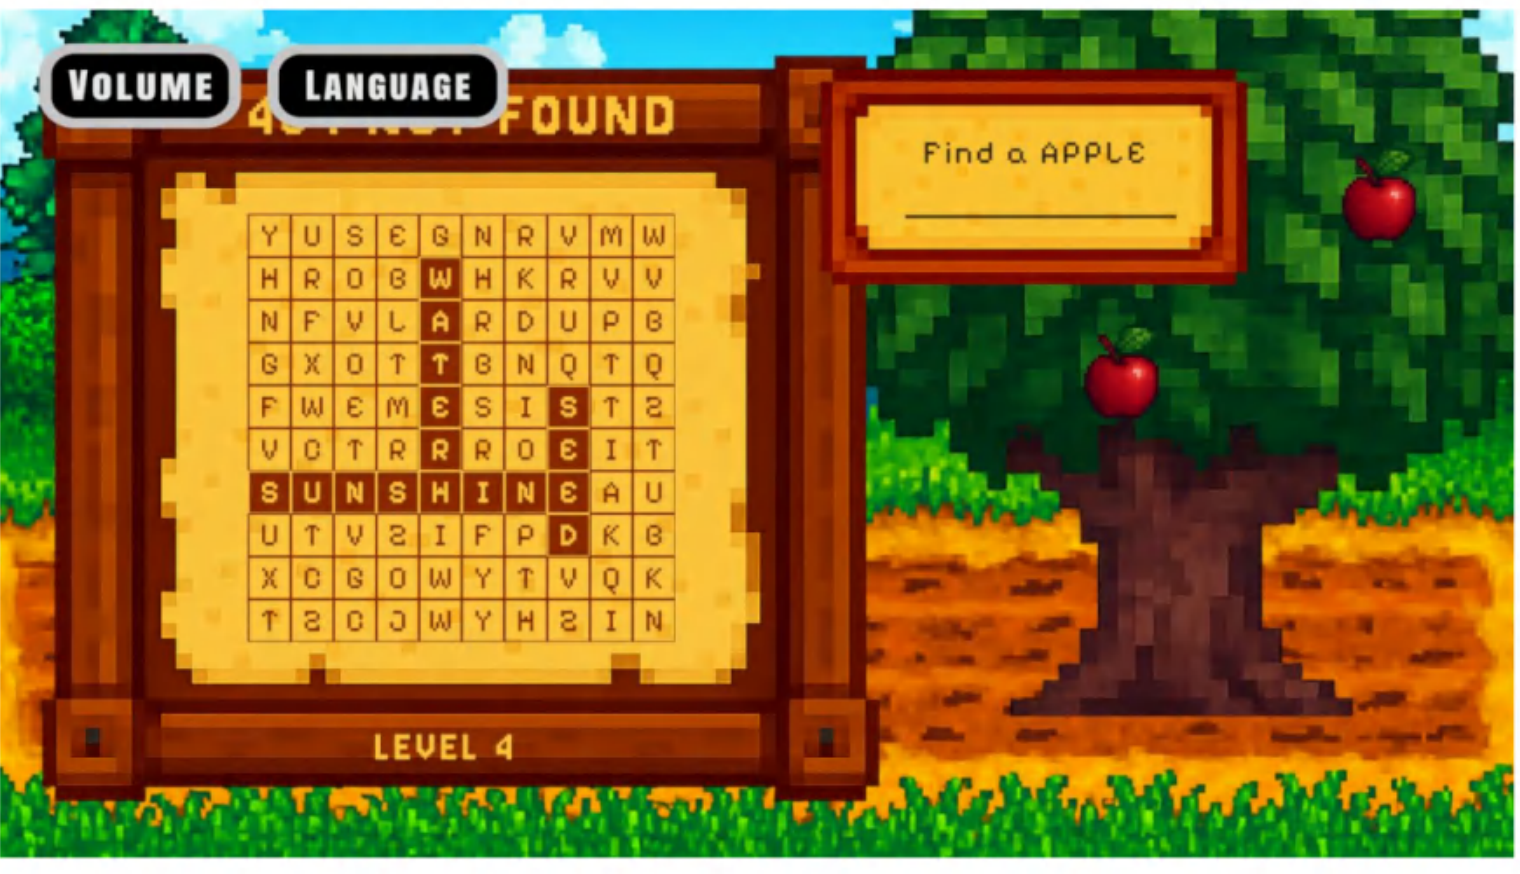 VOLUME
LANGUAGE
FOUND
Find a APPLE
Y U S E G N R V M W
H R O B W H K R V V
N F V L A R D U P B
G X O T T B N Q T Q
F W E M E S I S T Z
V C T R R R O E I T
S U N S H I N E A U
U T V Z I F P D K B
X C G O W Y T V Q K
T Z C J W Y H Z I N
LEVEL 4